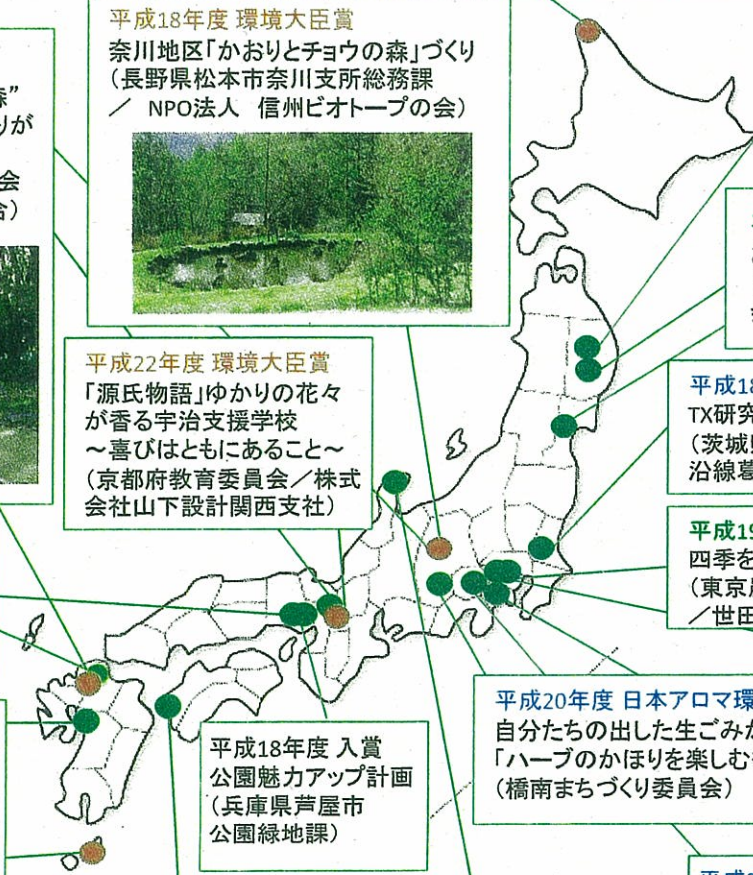 平成18年度 環境大臣賞
奈川地区「かおりとチョウの森」づくり
（長野県松本市奈川支所総務課
／ NPO法人 信州ビオトープの会）
森”
りが
会
平成22年度 環境大臣賞
「源氏物語」ゆかりの花々
が香る宇治支援学校
～喜びはともにあること～
（京都府教育委員会／株式
会社山下設計関西支社）
平成18
TX研究
（茨城県
沿線暮
平成19
四季を
（東京
／世田
平成20年度 日本アロマ環
自分たちの出した生ごみか
「ハーブのかほりを楽しむ
（橋南まちづくり委員会）
平成18年度 入賞
公園魅力アップ計画
（兵庫県芦屋市
公園緑地課）